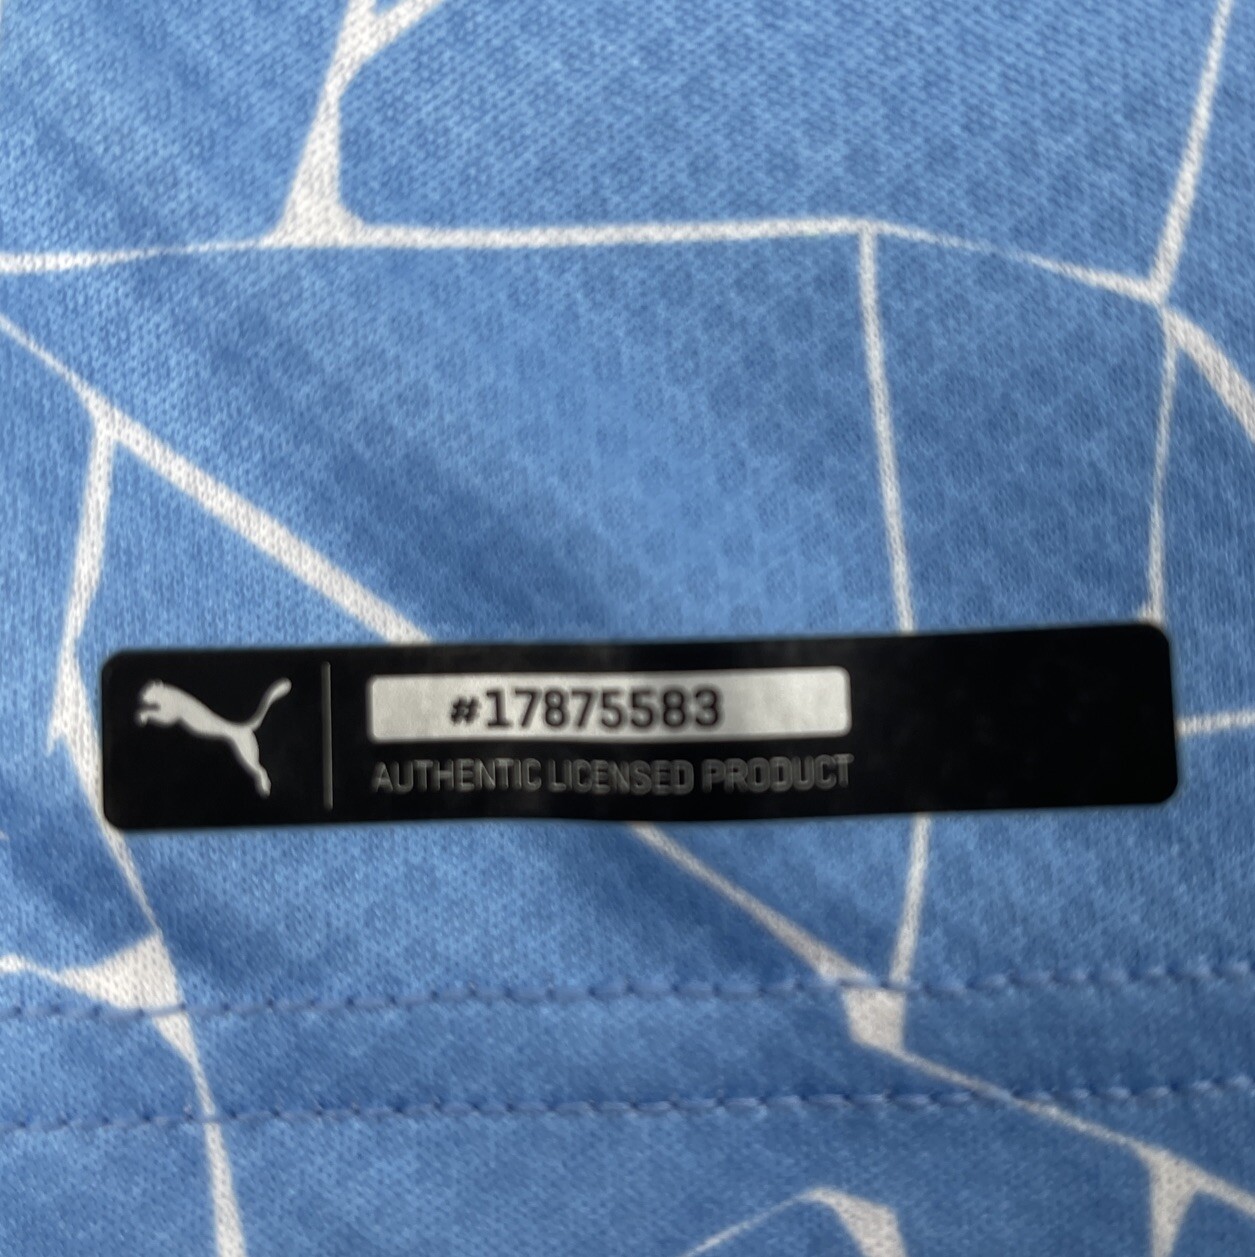 #17875583
AUTHENTIC LICENSED PRODUCT